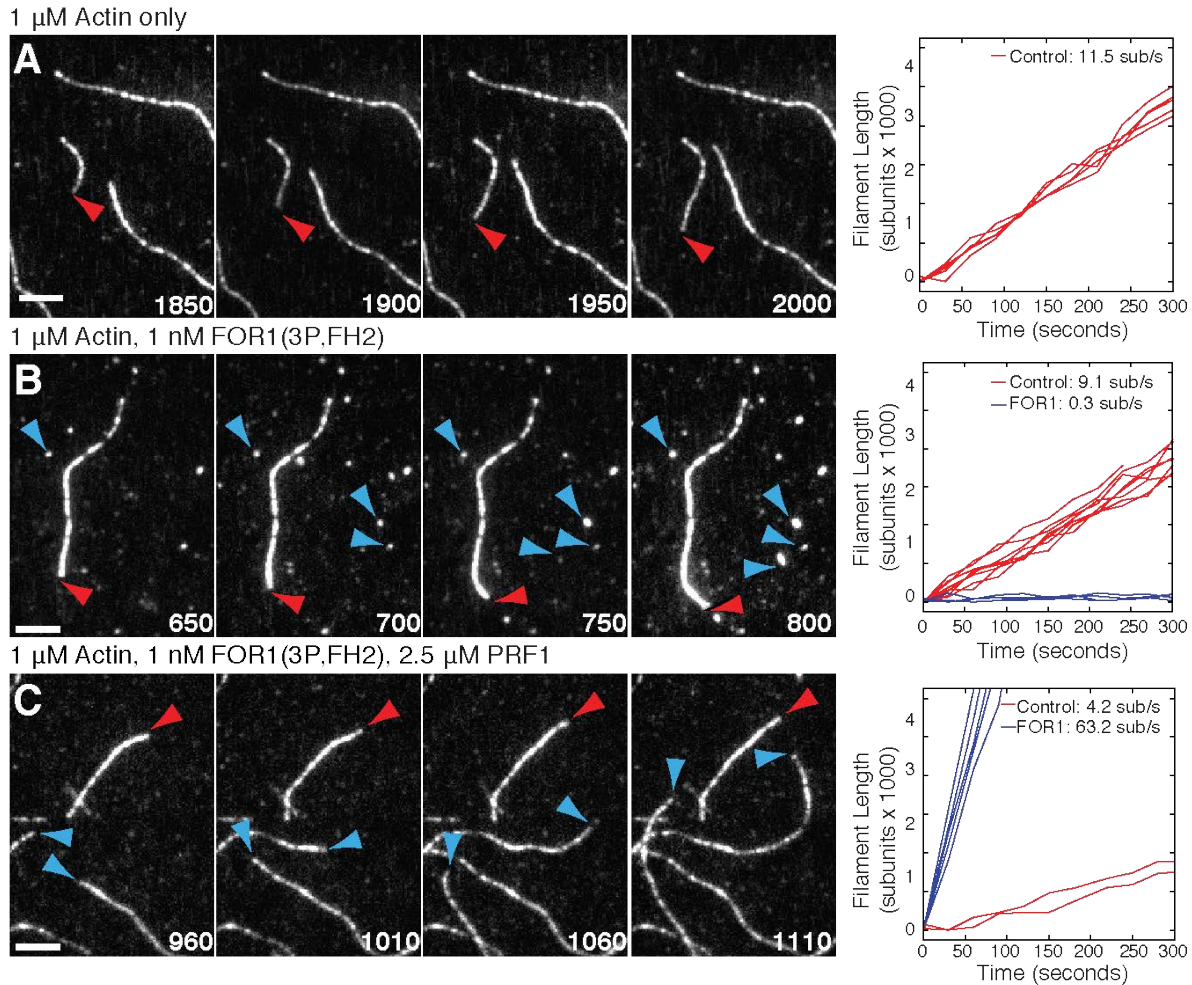 1 μM Actin only
A
1850
1900
1950
2000
Control: 11.5 sub/s
Filament Length
(subunits x 1000)
4
3
2
1
0
0 50 100 150 200 250 300
Time (seconds)
1 μM Actin, 1 nM FOR1(3P,FH2)
B
650
700
750
800
Control: 9.1 sub/s
FOR1: 0.3 sub/s
Filament Length
(subunits x 1000)
4
3
2
1
0
0 50 100 150 200 250 300
Time (seconds)
1 μM Actin, 1 nM FOR1(3P,FH2), 2.5 μM PRF1
C
960
1010
1060
1110
Control: 4.2 sub/s
FOR1: 63.2 sub/s
Filament Length
(subunits x 1000)
4
3
2
1
0
0 50 100 150 200 250 300
Time (seconds)